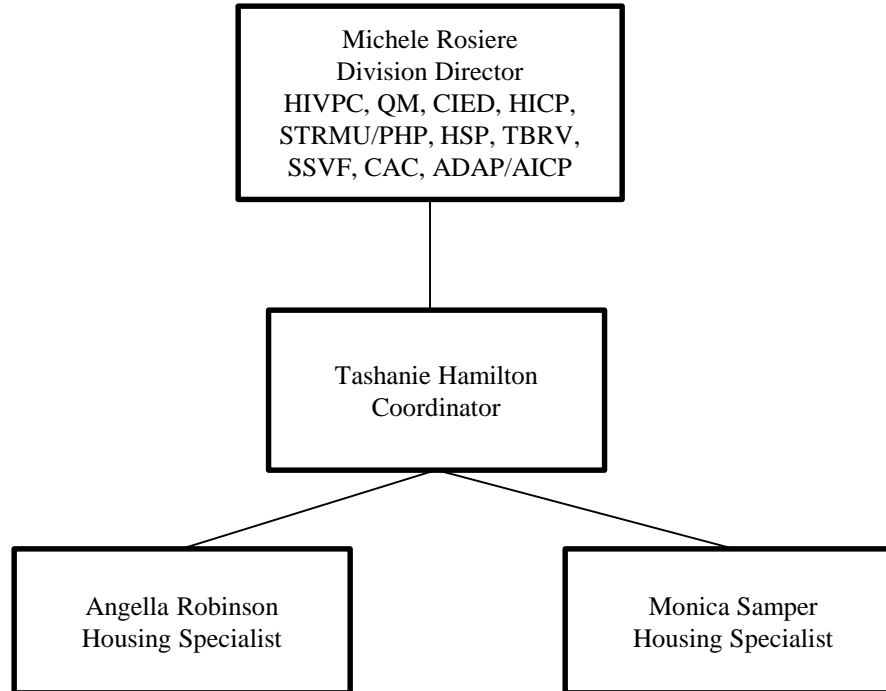 Michele Rosiere
Division Director
HIVPC, QM, CIED, HICP,
STRMU/PHP, HSP, TBRV,
SSVF, CAC, ADAP/AICP
Tashanie Hamilton
Coordinator
Angella Robinson
Housing Specialist
Monica Samper
Housing Specialist